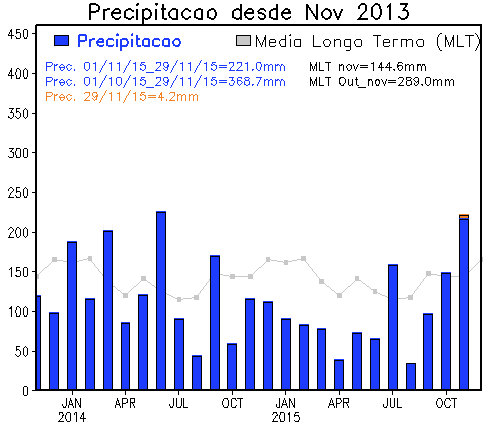 Precipitacao desde Nov 2013
Precipitacao Media Longo Termo (MLT)
Prec. 01/11/15_29/11/15=221.0mm MLT nov=144.6mm
Prec. 01/10/15_29/11/15=368.7mm MLT Out_nov=289.0mm
Prec. 29/11/15=4.2mm
450
400
350
300
250
200
150
100
50
0
JAN APR JUL OCT JAN APR JUL OCT
2014 2015